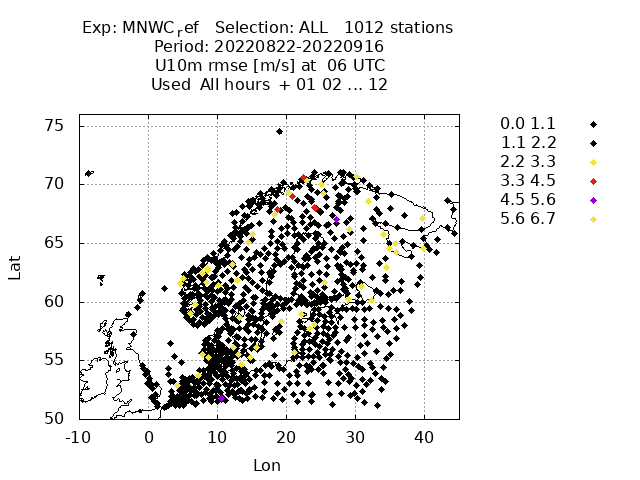 Exp: MNWC_ref   Selection: ALL   1012 stations
Period: 20220822-20220916
U10m rmse [m/s] at  06 UTC
Used  All hours  + 01 02 ... 12
75
70
65
60
55
50
Lat
-10 0 10 20 30 40
Lon
0.0 1.1
1.1 2.2
2.2 3.3
3.3 4.5
4.5 5.6
5.6 6.7